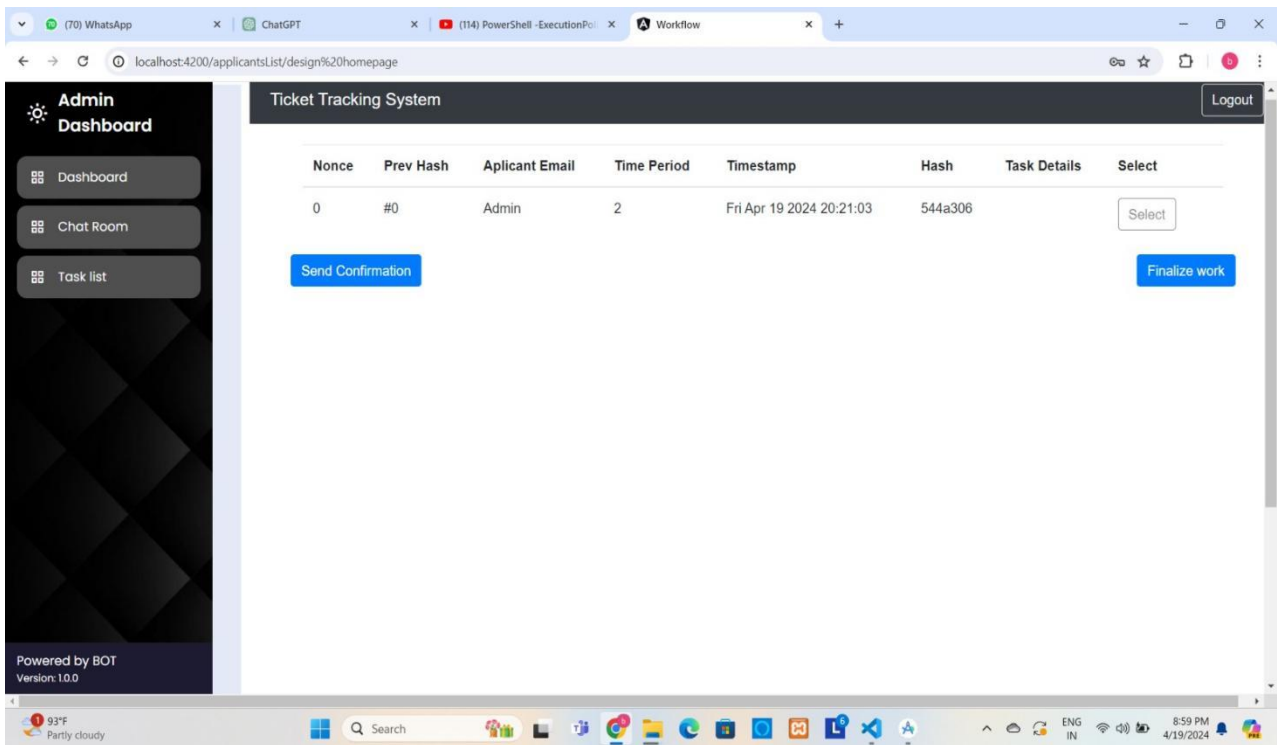 (70) WhatsApp
ChatGPT
(114) PowerShell -ExecutionPol
Workflow
localhost:4200/applicantsList/design%20homepage
Admin
Dashboard
Dashboard
Chat Room
Task list
Powered by BOT
Version: 1.0.0
Ticket Tracking System
Logout
Nonce Prev Hash Aplicant Email Time Period Timestamp Hash Task Details Select
0 #0 Admin 2 Fri Apr 19 2024 20:21:03 544a306 Select
Send Confirmation Finalize work
93°F
Partly cloudy
Search
ENG
IN
8:59 PM
4/19/2024